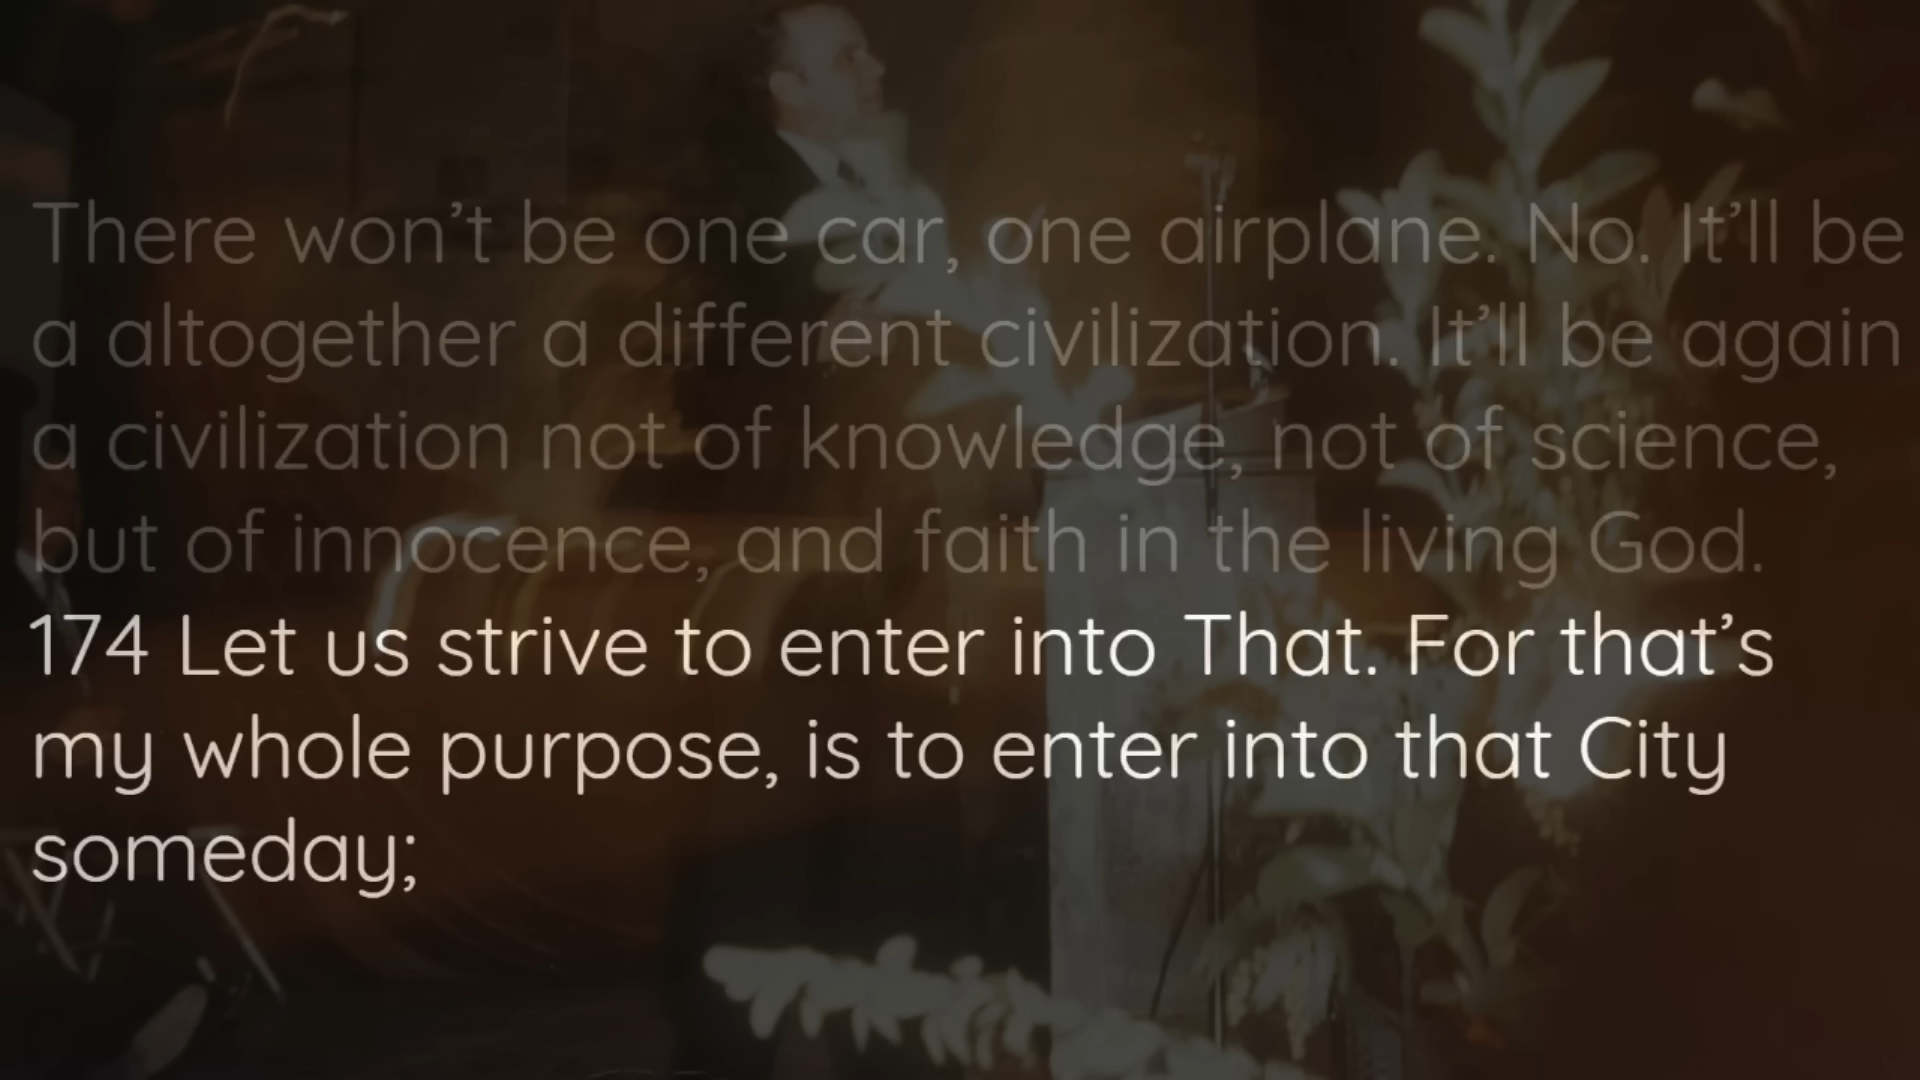 There won’t be one car, one airplane. No. It’ll be
a altogether a different civilization. It’ll be again
a civilization not of knowledge, not of science,
but of innocence, and faith in the living God.
174 Let us strive to enter into That. For that’s
my whole purpose, is to enter into that City
someday;